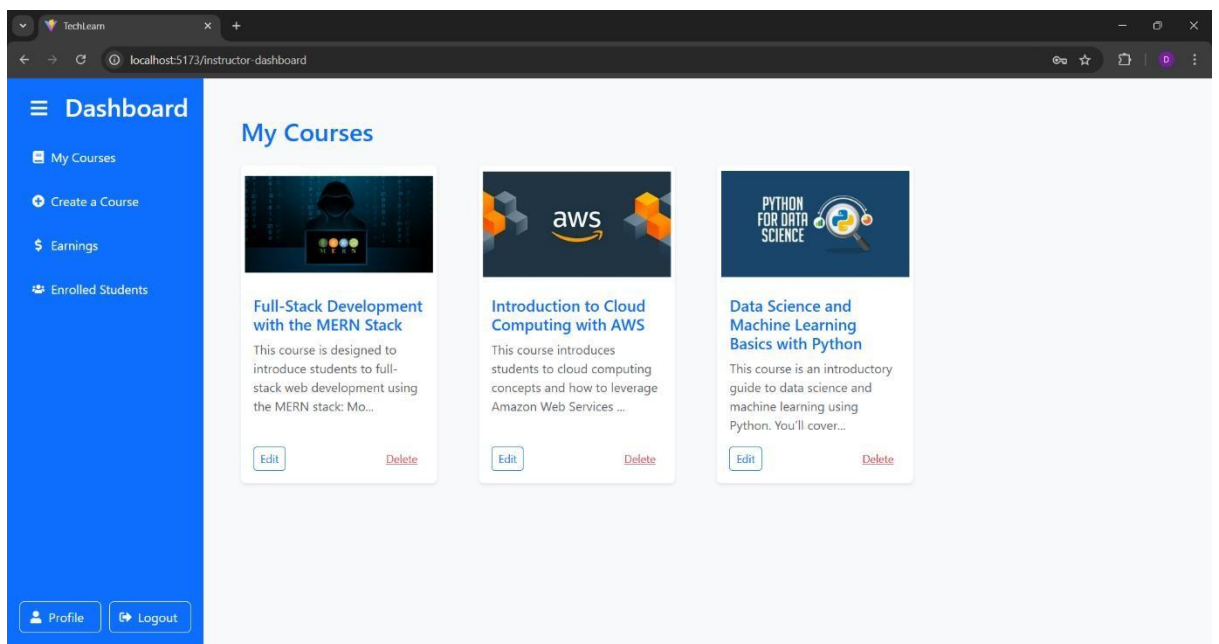 TechLearn
localhost:5173/instructor-dashboard
D
Dashboard
My Courses
Create a Course
$ Earnings
Enrolled Students
Profile
Logout
My Courses
MERN
Full-Stack Development
with the MERN Stack
This course is designed to
introduce students to full-
stack web development using
the MERN stack: Mo...
Edit
Delete
aws
Introduction to Cloud
Computing with AWS
This course introduces
students to cloud computing
concepts and how to leverage
Amazon Web Services ...
Edit
Delete
PYTHON
FOR DATA
SCIENCE
Data Science and
Machine Learning
Basics with Python
This course is an introductory
guide to data science and
machine learning using
Python. You'll cover...
Edit
Delete